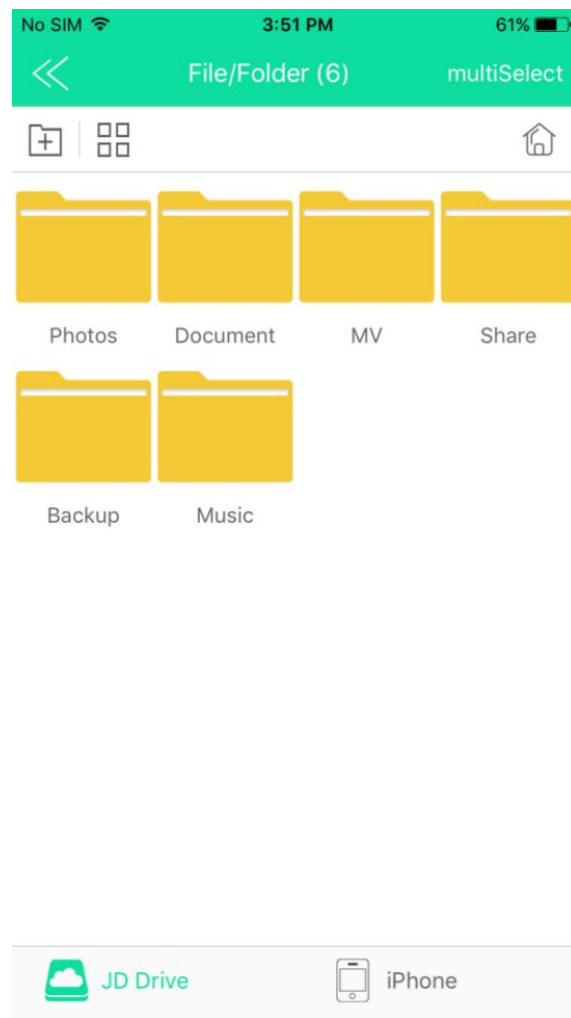 No SIM 3:51 PM 61%
File/Folder (6) multiSelect
Photos Document MV Share
Backup Music
JD Drive iPhone